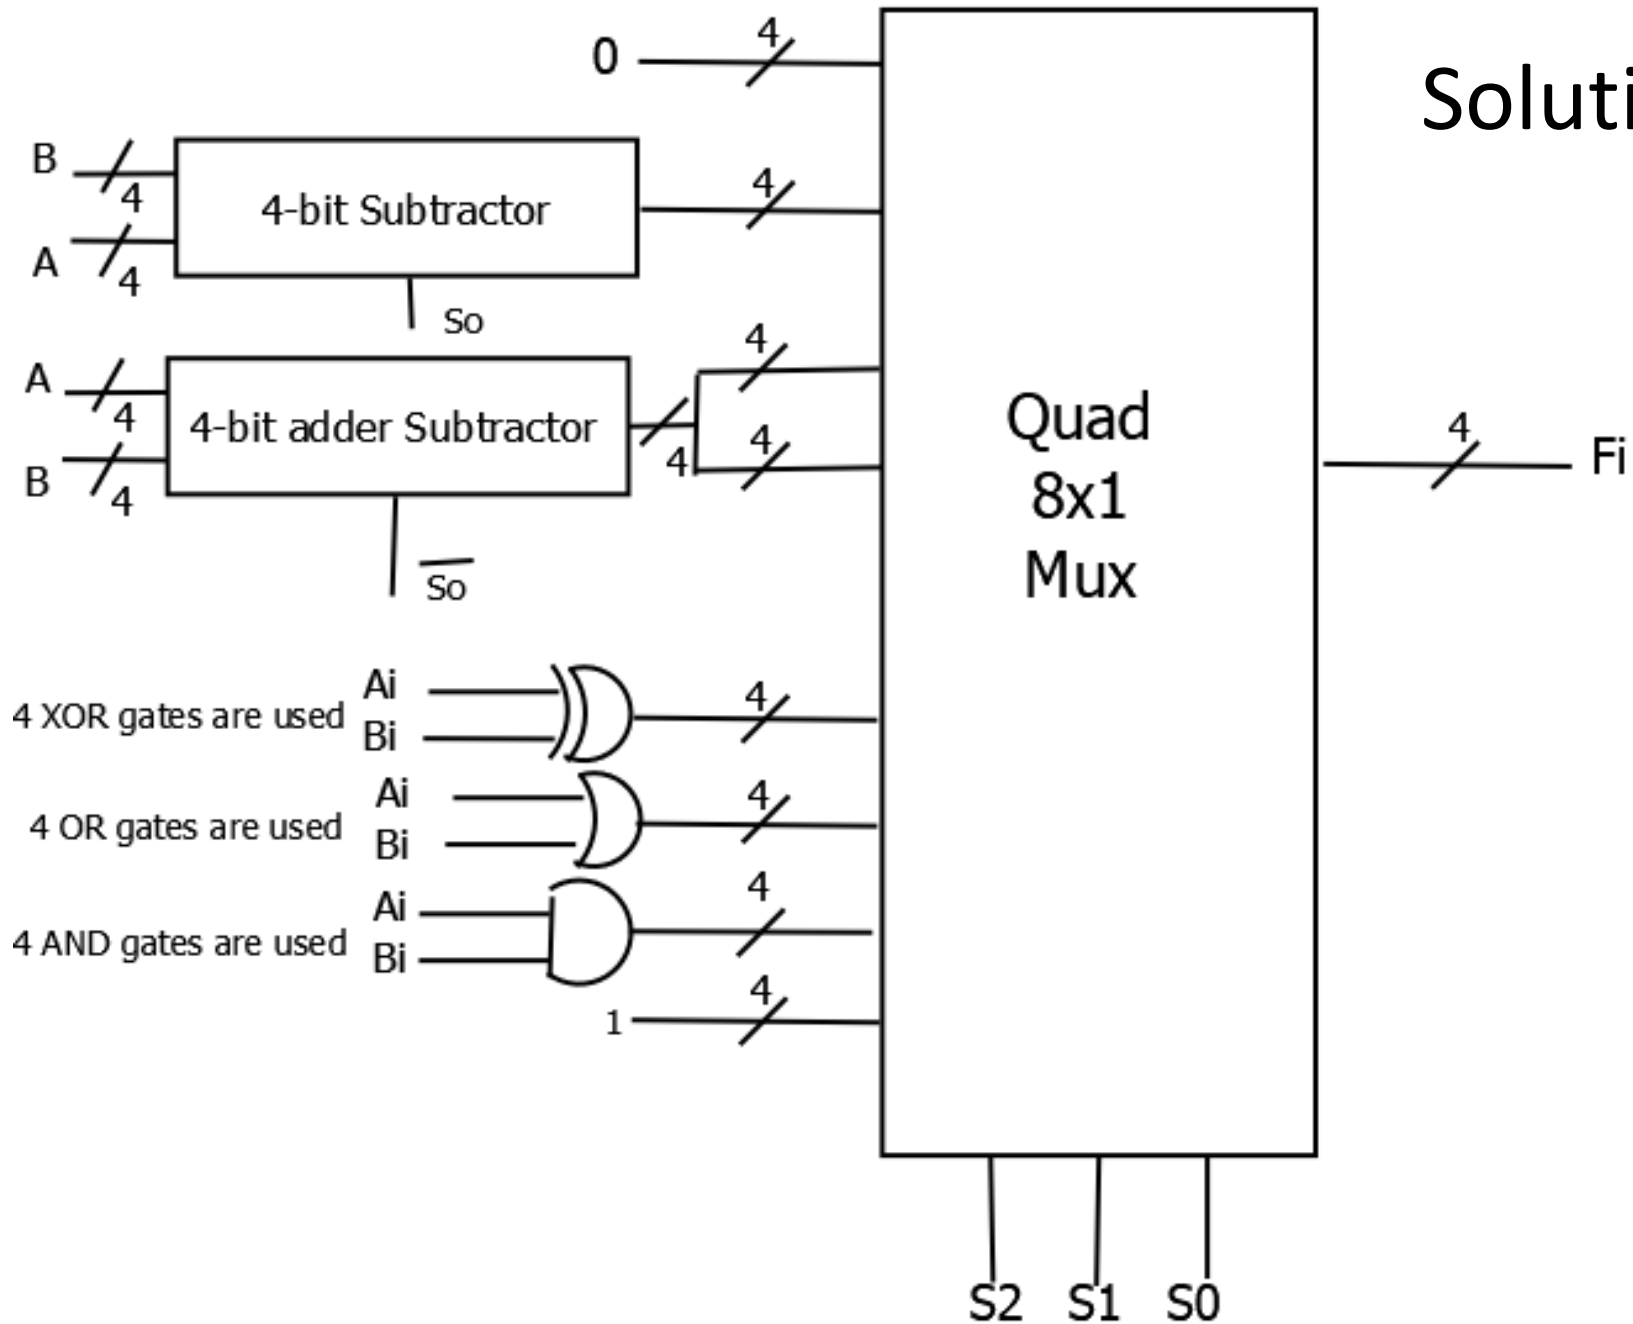 0
4
Soluti
B
4
4-bit Subtractor
4
A
4
So
A
4
4-bit adder Subtractor
4
4
4
B
4
So
Quad
8x1
Mux
4
Fi
4 XOR gates are used
Ai
Bi
4
4 OR gates are used
Ai
Bi
4
4 AND gates are used
Ai
Bi
4
1
4
S2 S1 S0